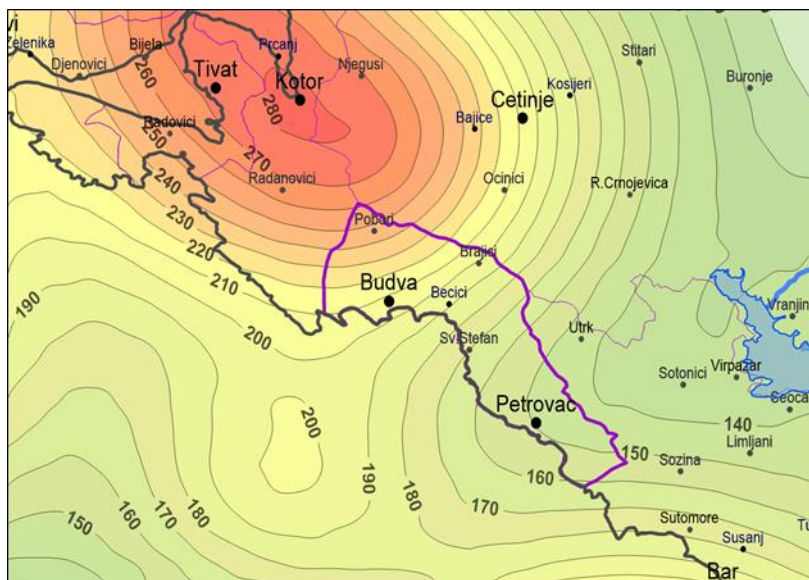 Zelenika
Djenovici
Bijela
Prcanj
Tivat
Kotor
Njegusi
Stitari
Kosijeri
Buronje
Cetinje
Bajice
260
280
250
Radovici
270
240
Radanovici
Ocinici
R.Crnojevica
230
220
Pobori
210
Brajici
190
200
Budva
Becici
Vranjin
Sv.Stefan
Utrk
Sotonici
Virpazar
Seoca
Petrovac
140
200
150
Limljani
190
160
Sozina
180
170
150
160
170
180
Sutomore
Susanj
Bar